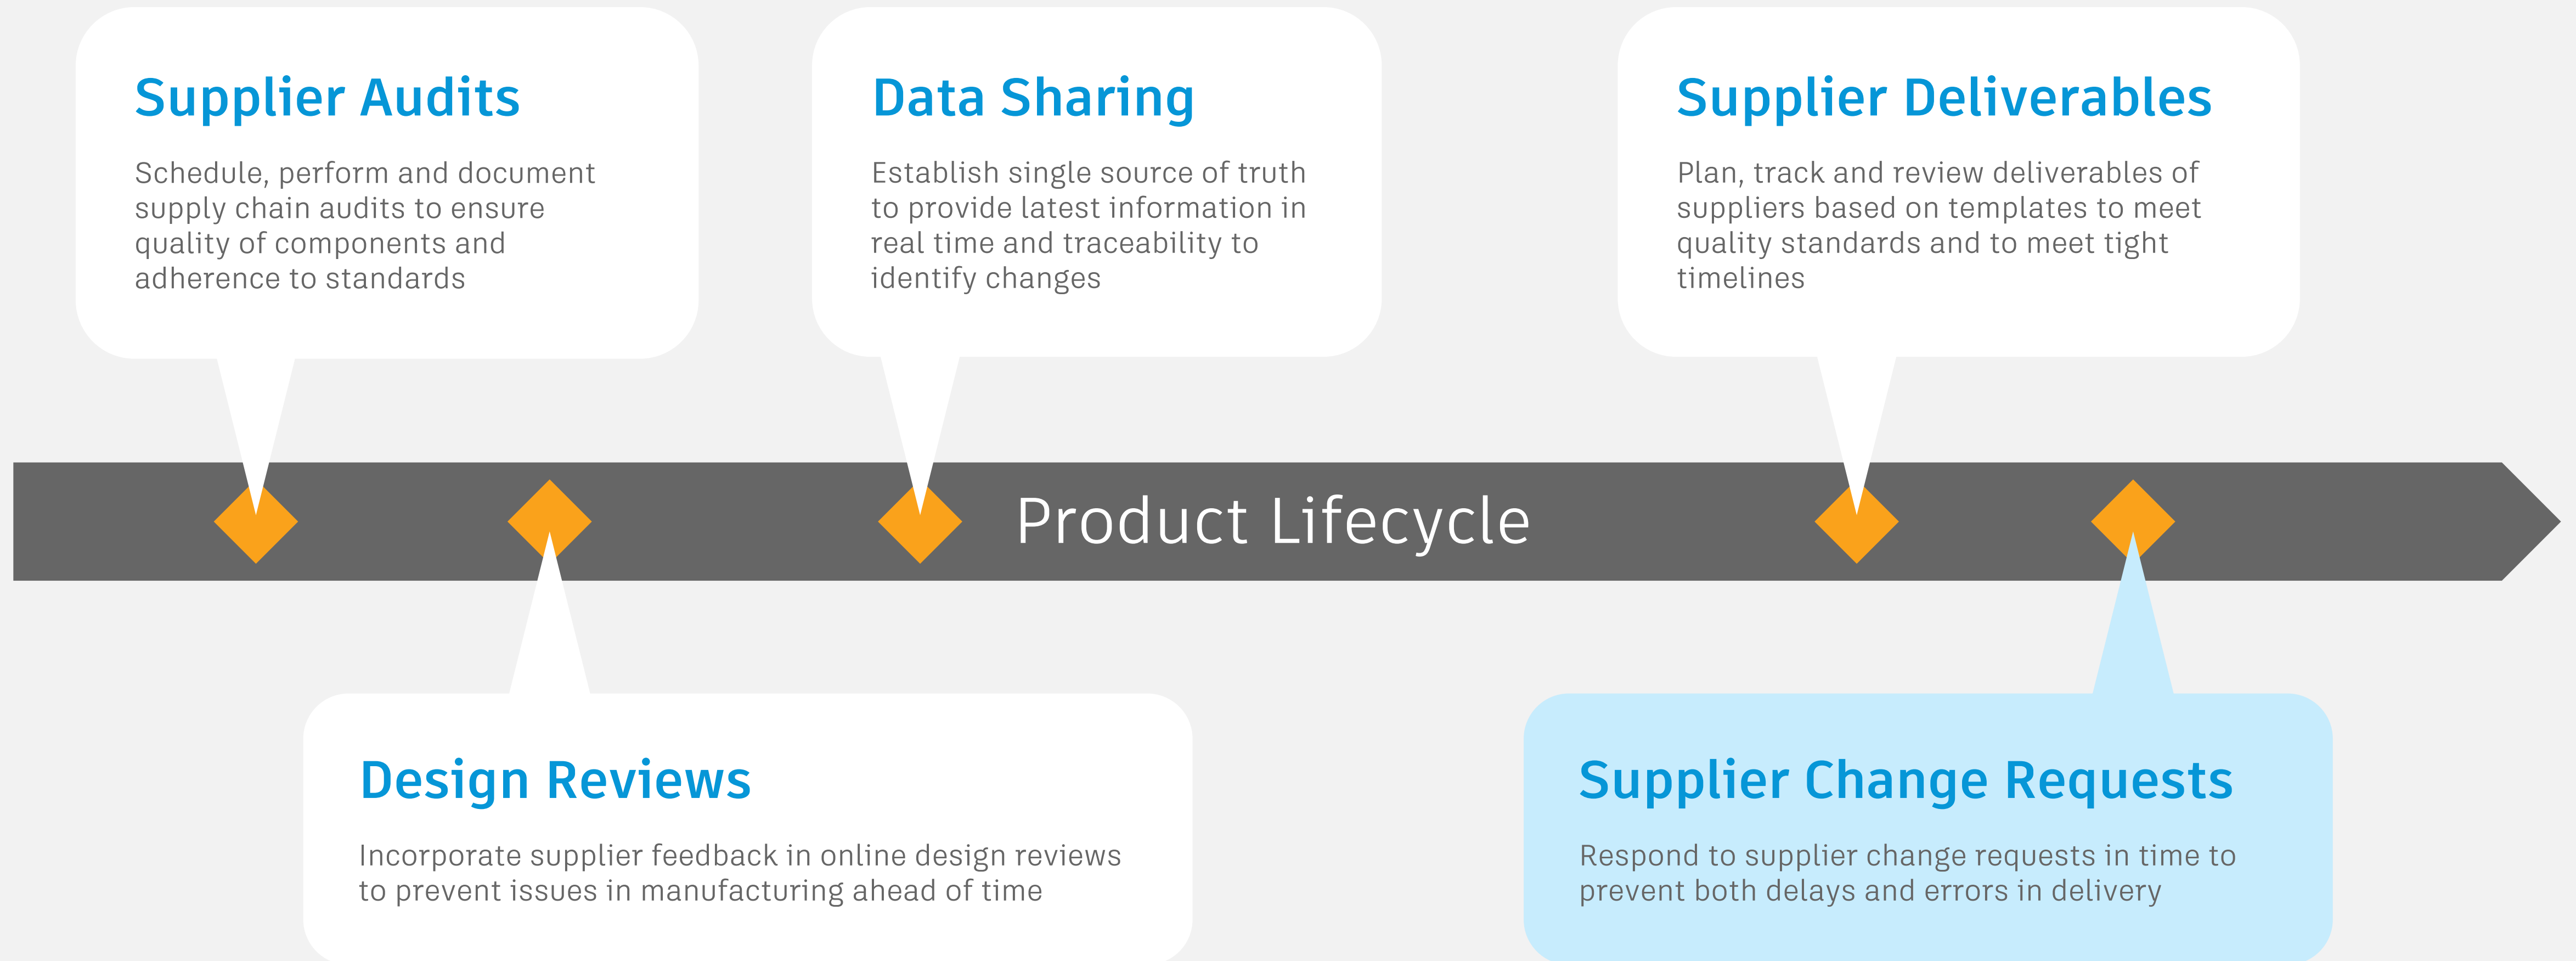 Supplier Audits
Schedule, perform and document
supply chain audits to ensure
quality of components and
adherence to standards
Data Sharing
Establish single source of truth
to provide latest information in
real time and traceability to
identify changes
Supplier Deliverables
Plan, track and review deliverables of
suppliers based on templates to meet
quality standards and to meet tight
timelines
Product Lifecycle
Design Reviews
Incorporate supplier feedback in online design reviews
to prevent issues in manufacturing ahead of time
Supplier Change Requests
Respond to supplier change requests in time to
prevent both delays and errors in delivery